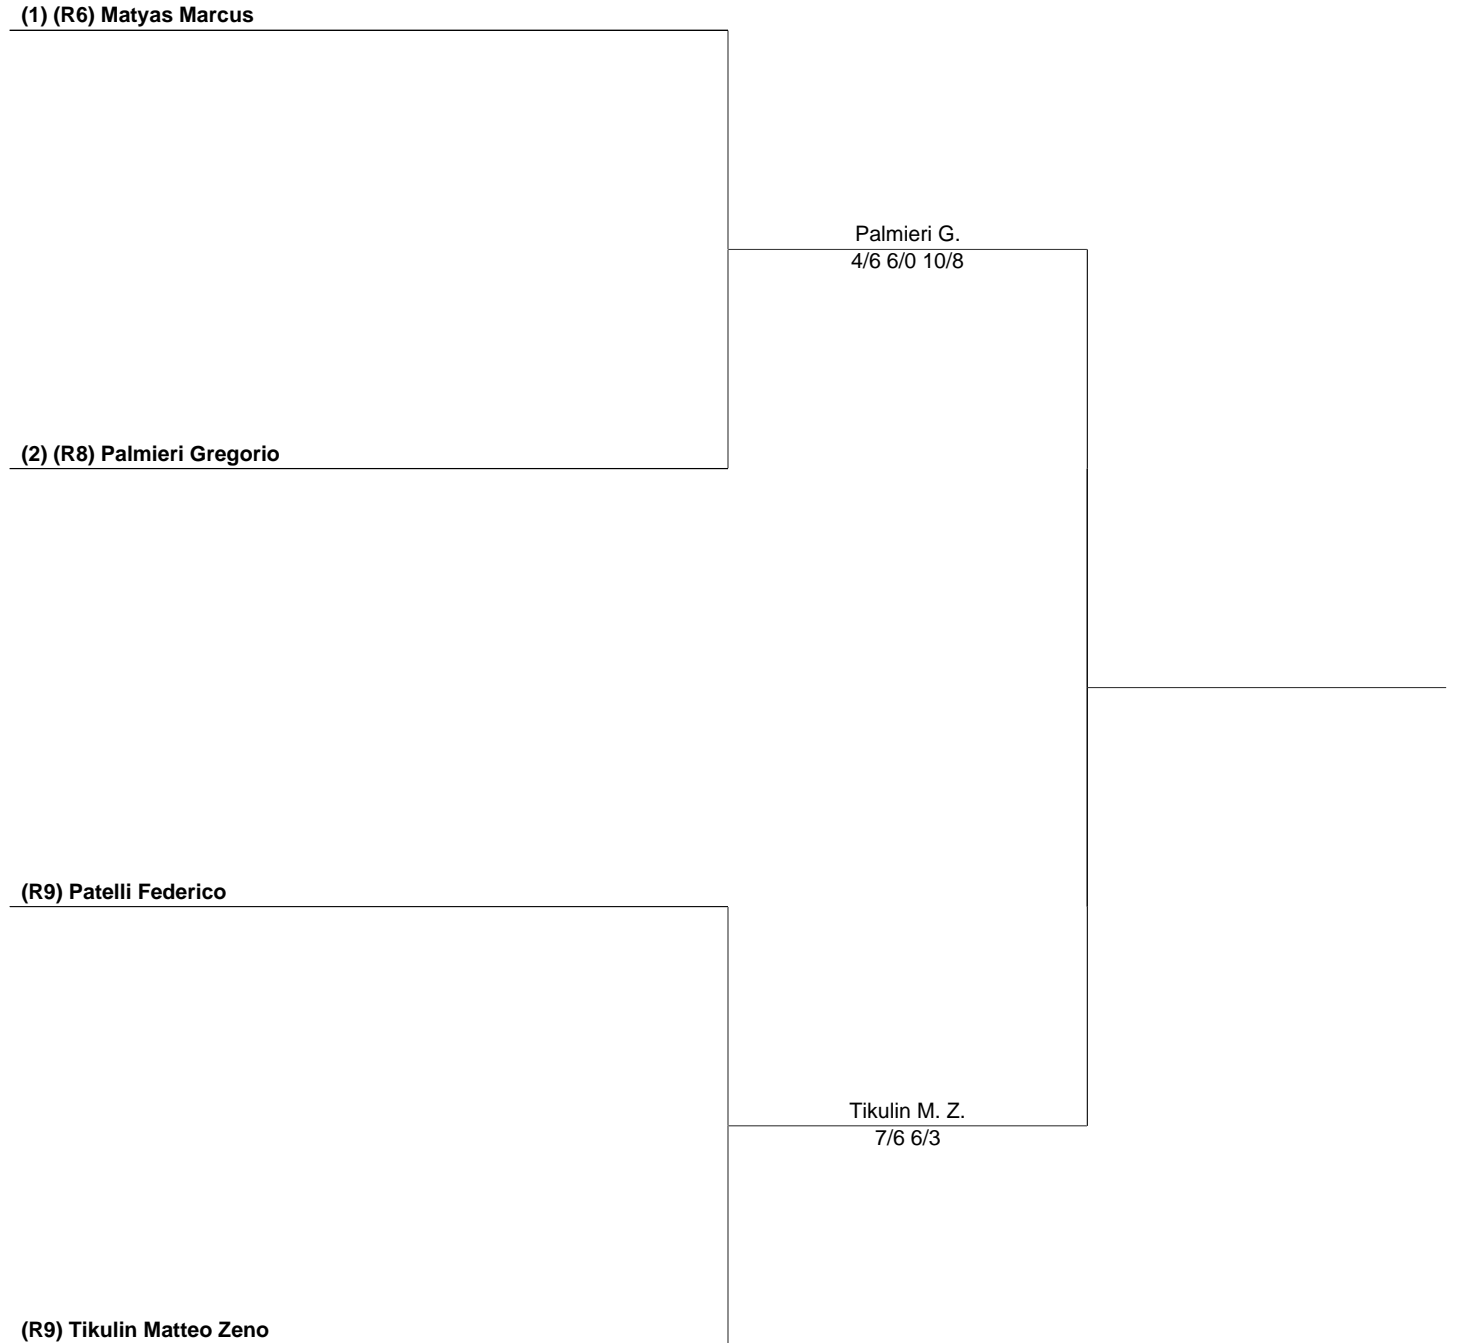 (1) (R6) Matyas Marcus
Palmieri G.
4/6 6/0 10/8
(2) (R8) Palmieri Gregorio
(R9) Patelli Federico
Tikulin M. Z.
7/6 6/3
(R9) Tikulin Matteo Zeno